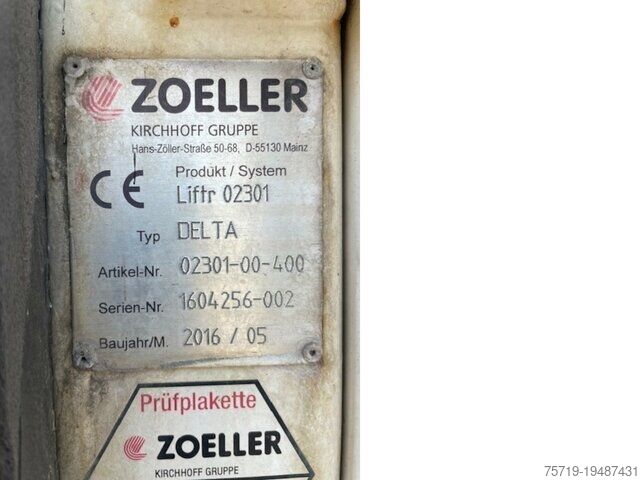 ZOELLER
KIRCHHOFF GRUPPE
Hans-Zöller-Straße 50-68, D-55130 Mainz
CE
Produkt / System
Liftr 02301
Typ DELTA
Artikel-Nr. 02301-00-400
Serien-Nr. 1604256-002
Baujahr/M. 2016 / 05
Prüfplakette
ZOELLER
KIRCHHOFF GRUPPE
75719-19487431